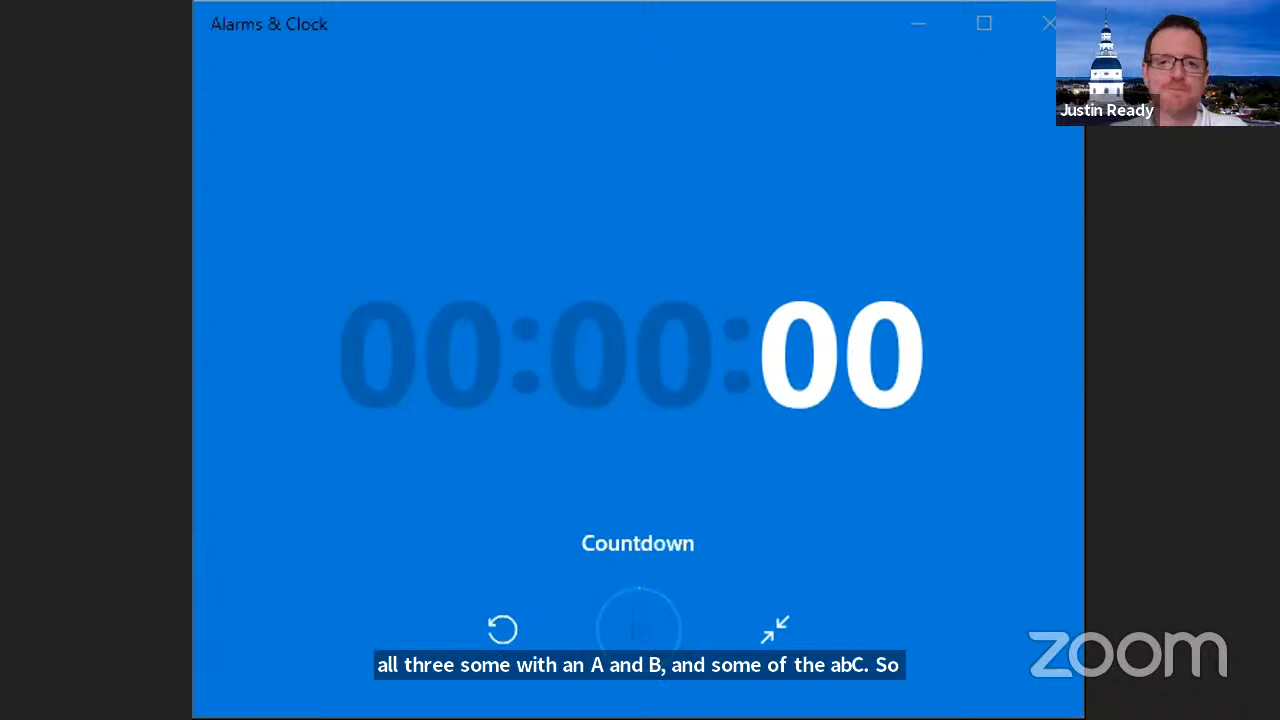 Alarms & Clock
Justin Ready
00:00:00
Countdown
all three some with an A and B, and some of the abC. So
zoom